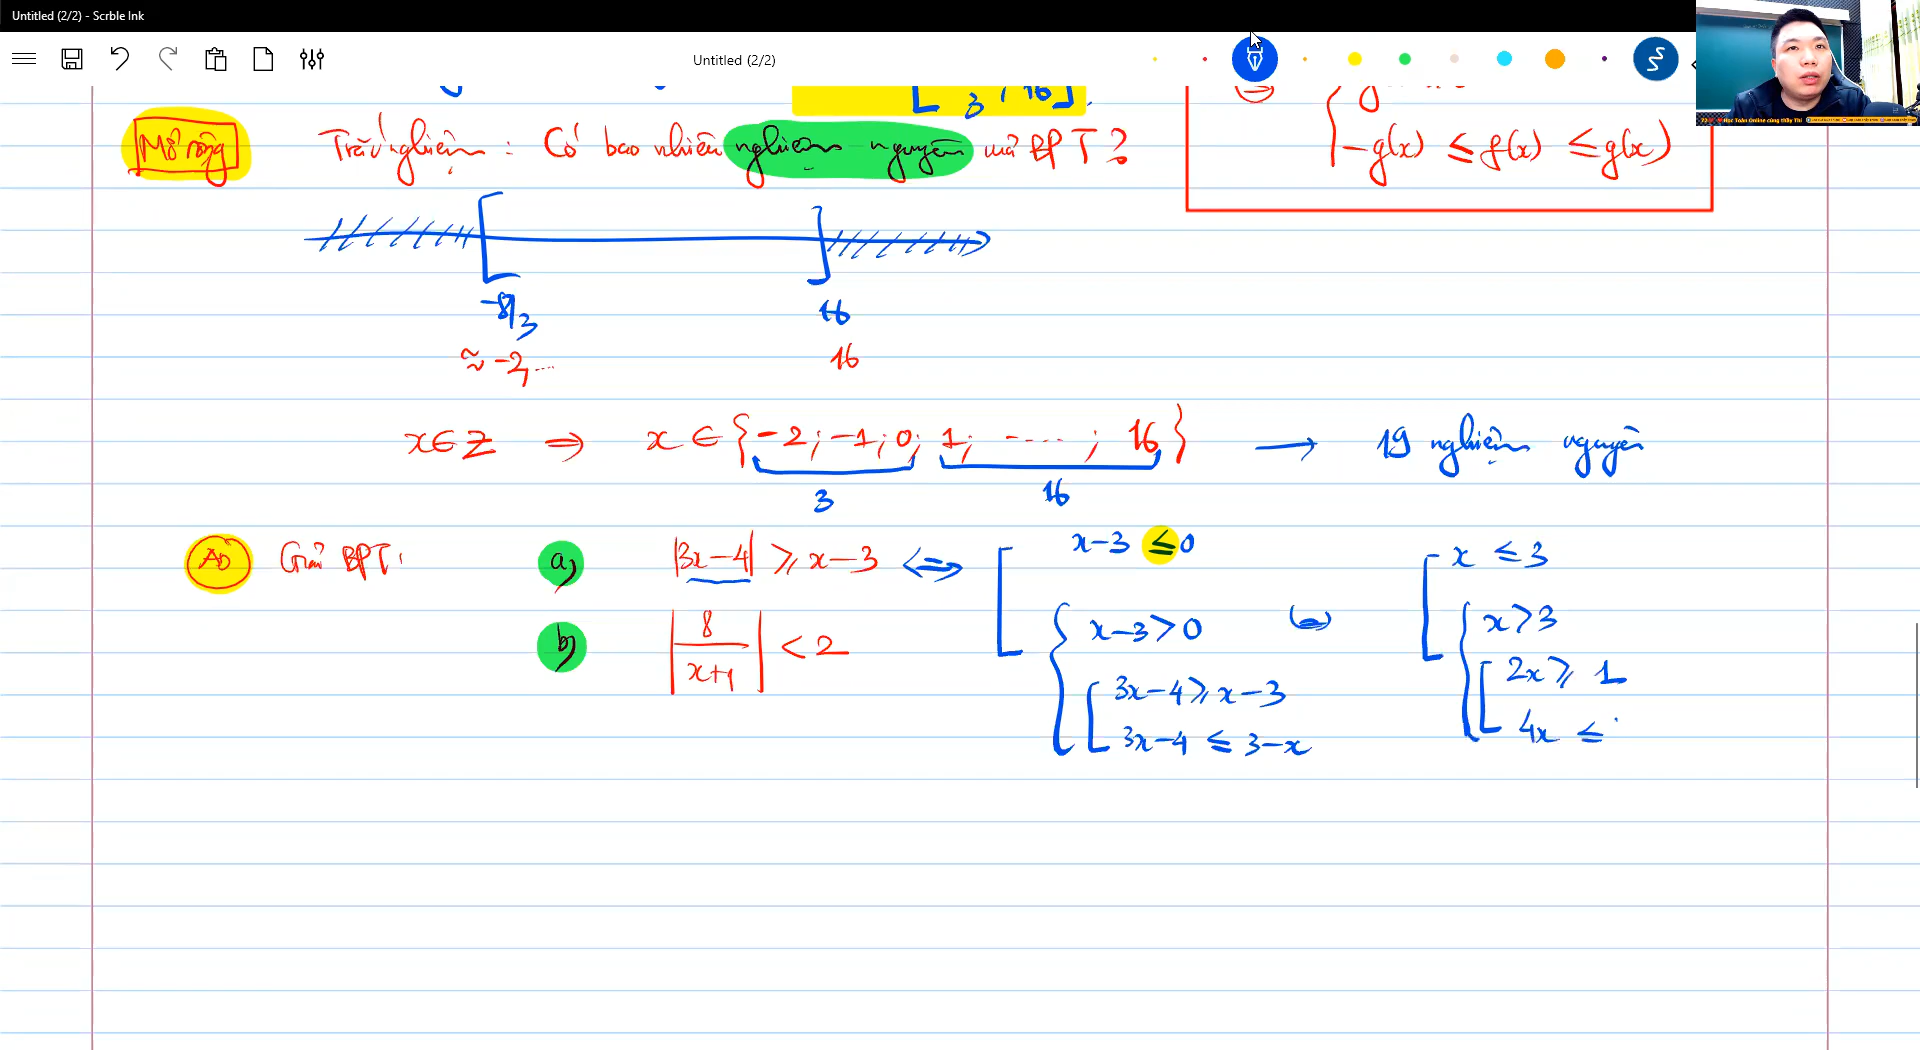 Untitled (2/2) - Scrble Ink
Untitled (2/2)
3 ; 16].
-g(x) ≤ f(x) ≤ g(x)
Mở rộng Trắc nghiệm : Có bao nhiêu nghiệm nguyên mà BPT?
-8/3 16
≈ -2,... 16
x∈Z ⇒ x ∈ {-2; -1; 0; 1; ..... ; 16} → 19 nghiệm nguyên
3 16
AD Giải BPT: a) |3x-4| ≥ x-3 ⇔ [ x-3 ≤ 0
{ x-3 > 0
[ 3x-4 ≥ x-3
3x-4 ≤ 3-x
⇔ [ x ≤ 3
{ x > 3
[ 2x ≥ 1
4x ≤
b) |8/(x+1)| < 2